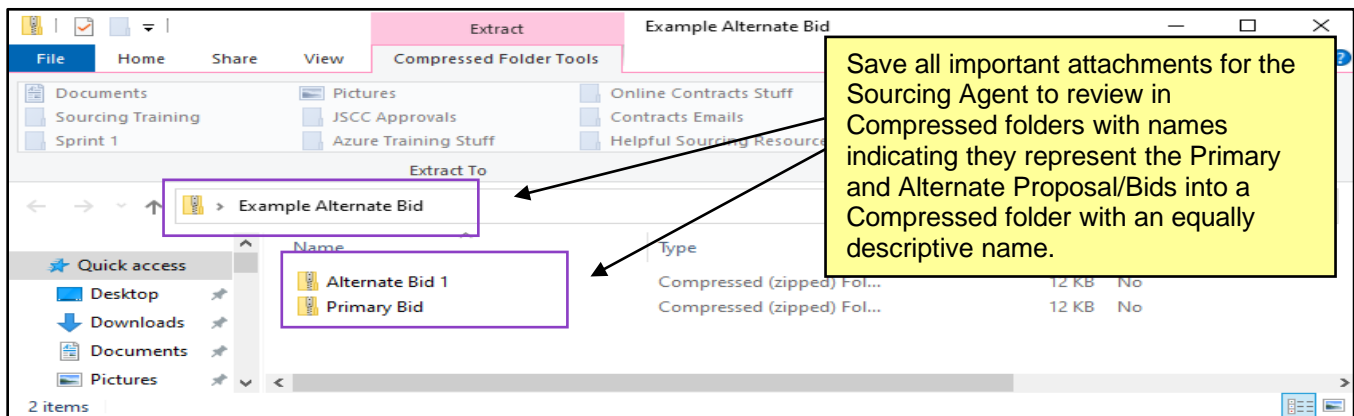 Extract
Example Alternate Bid
File Home Share View Compressed Folder Tools
Documents Pictures Online Contracts Stuff
Sourcing Training JSCC Approvals Contracts Emails
Sprint 1 Azure Training Stuff Helpful Sourcing Resource
Extract To
Save all important attachments for the
Sourcing Agent to review in
Compressed folders with names
indicating they represent the Primary
and Alternate Proposal/Bids into a
Compressed folder with an equally
descriptive name.
> Example Alternate Bid
Name Type
Quick access
Alternate Bid 1 Compressed (zipped) Fol... 12 KB No
Desktop
Primary Bid Compressed (zipped) Fol... 12 KB No
Downloads
Documents
Pictures
2 items